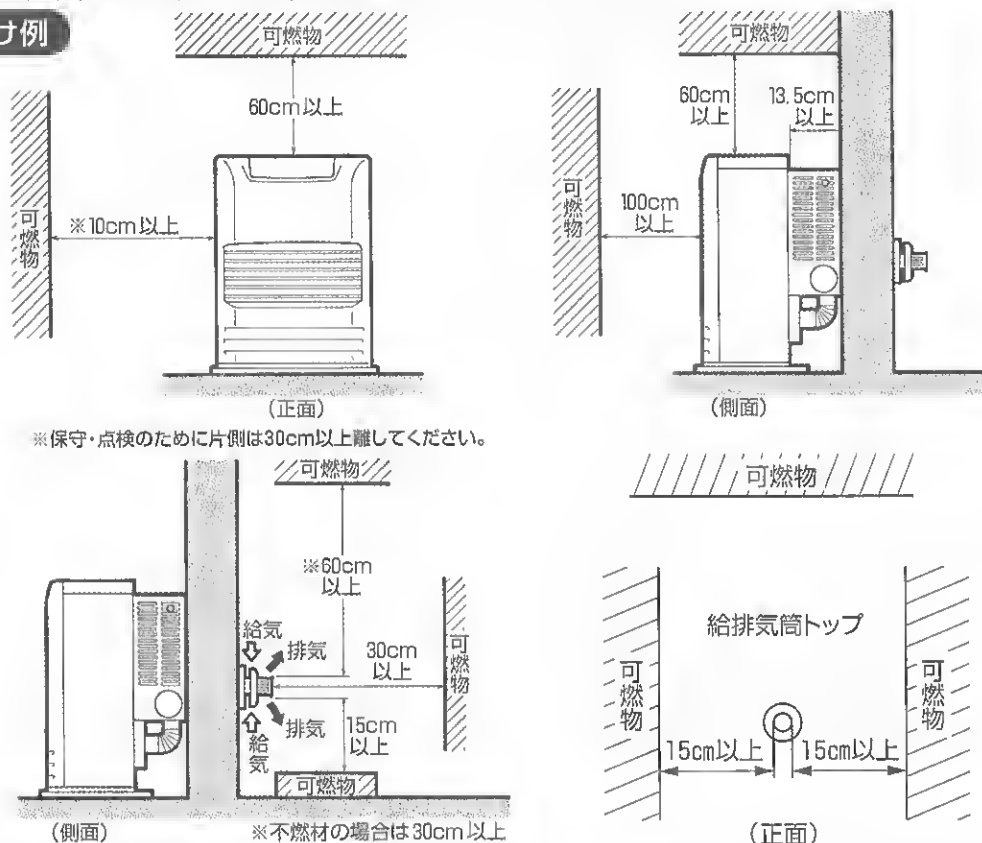 け例
可燃物
60cm以上
可燃物
※10cm以上
(正面)
※保守・点検のために片側は30cm以上離してください。
可燃物
60cm
以上
13.5cm
以上
可燃物
100cm
以上
(側面)
可燃物
※60cm
以上
給気
排気
30cm
以上
可燃物
排気
給気
15cm
以上
可燃物
(側面)
※不燃材の場合は30cm以上
可燃物
給排気筒トップ
可燃物
可燃物
15cm以上
15cm以上
(正面)